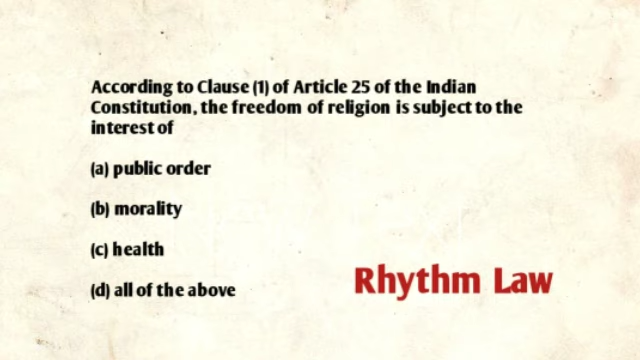 According to Clause (1) of Article 25 of the Indian
Constitution, the freedom of religion is subject to the
interest of
(a) public order
(b) morality
(c) health
(d) all of the above
Rhythm Law